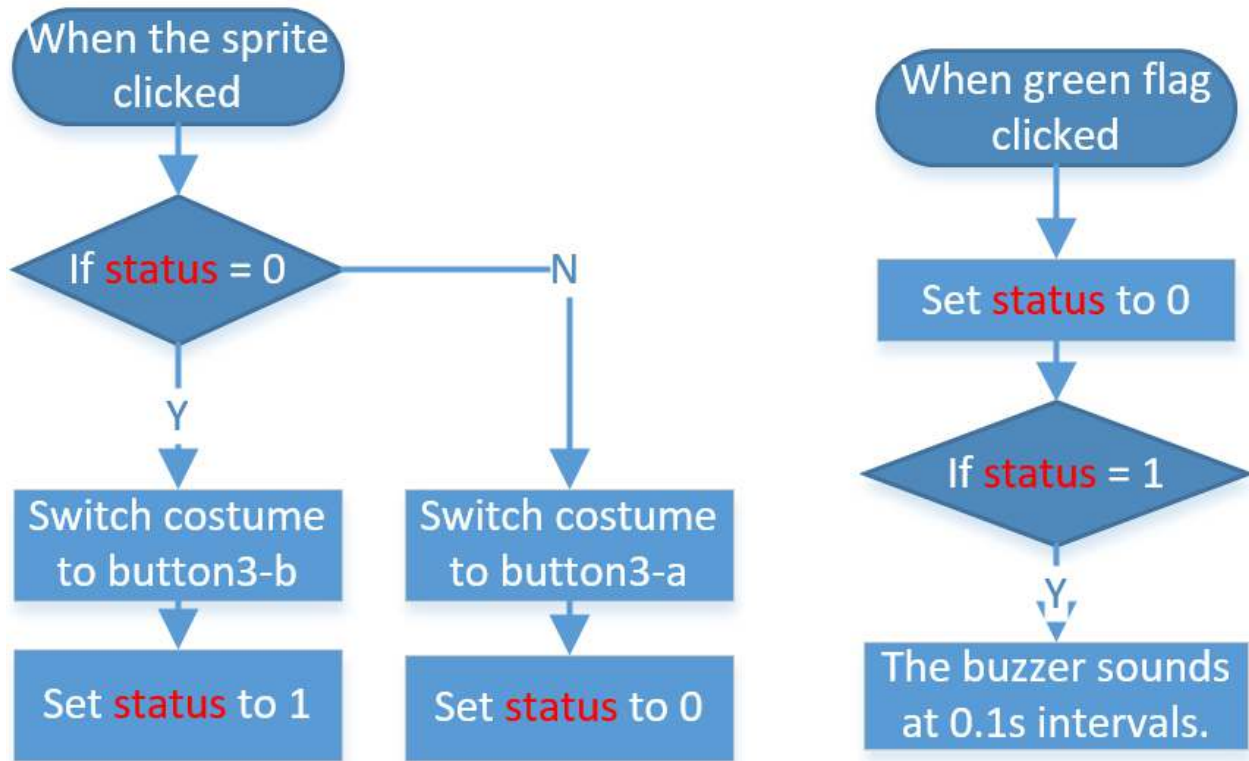 When the sprite
clicked
If status = 0
N
Y
Switch costume
to button3-b
Switch costume
to button3-a
Set status to 1
Set status to 0
When green flag
clicked
Set status to 0
If status = 1
Y
The buzzer sounds
at 0.1s intervals.